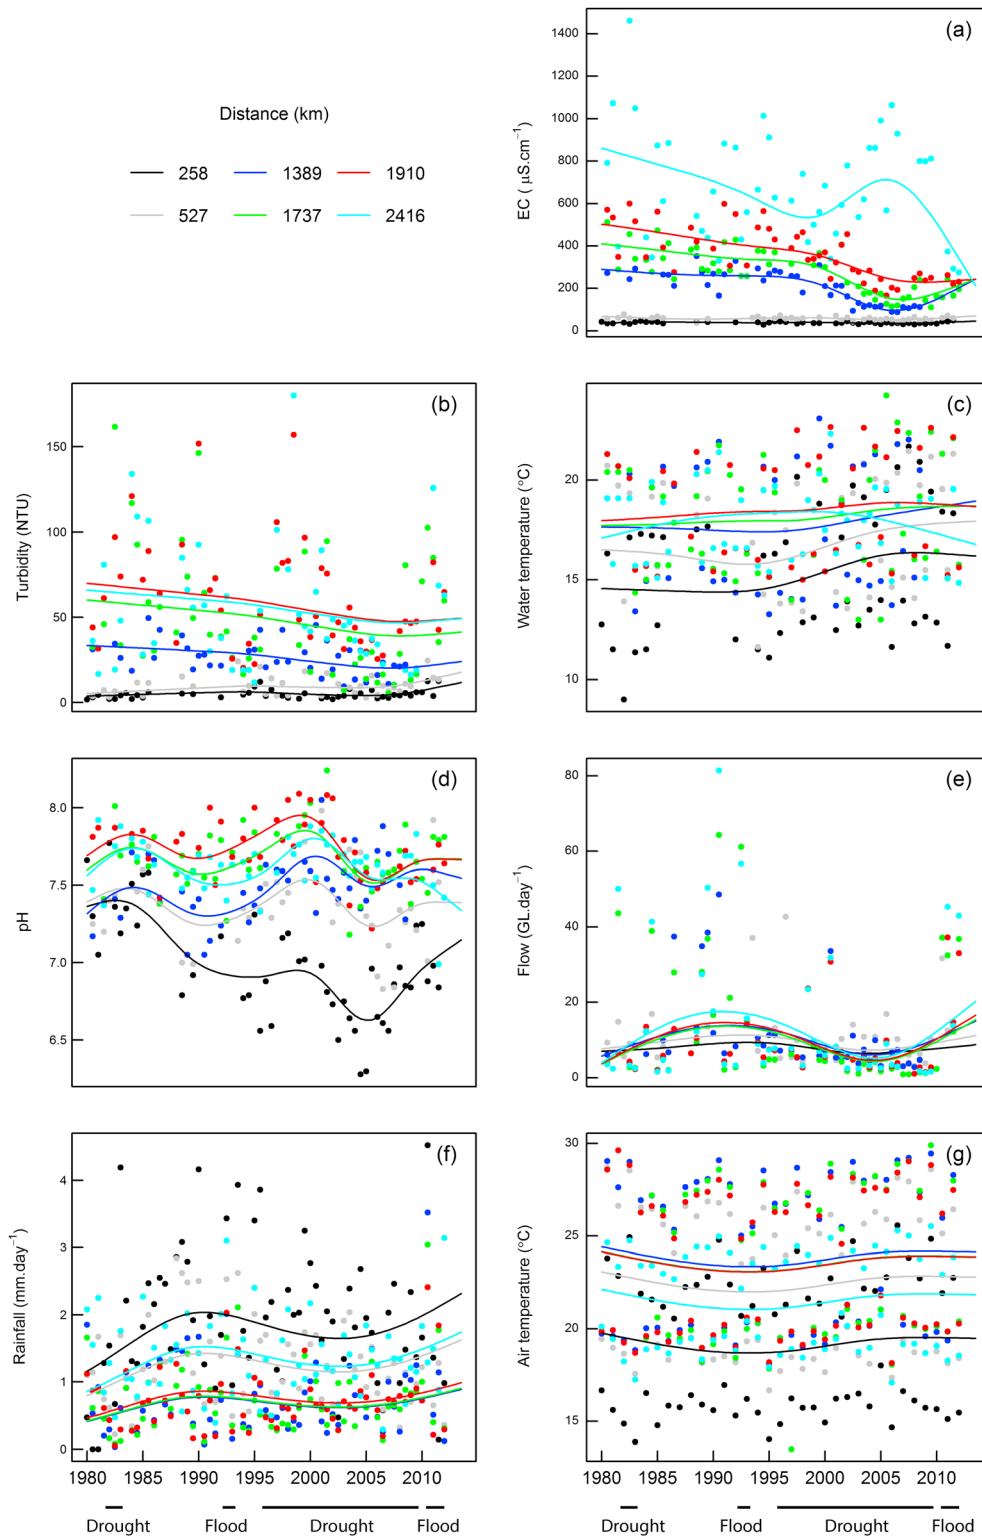 (a)
1400
1200
1000
800
600
400
200
0
EC ( μS.cm⁻¹)
Distance (km)
258 1389 1910
527 1737 2416
(b)
150
100
50
0
Turbidity (NTU)
(c)
20
15
10
Water temperature (°C)
(d)
8.0
7.5
7.0
6.5
pH
(e)
80
60
40
20
0
Flow (GL.day⁻¹)
(f)
4
3
2
1
0
Rainfall (mm.day⁻¹)
1980 1985 1990 1995 2000 2005 2010
Drought Flood Drought Flood
(g)
30
25
20
15
Air temperature (°C)
1980 1985 1990 1995 2000 2005 2010
Drought Flood Drought Flood